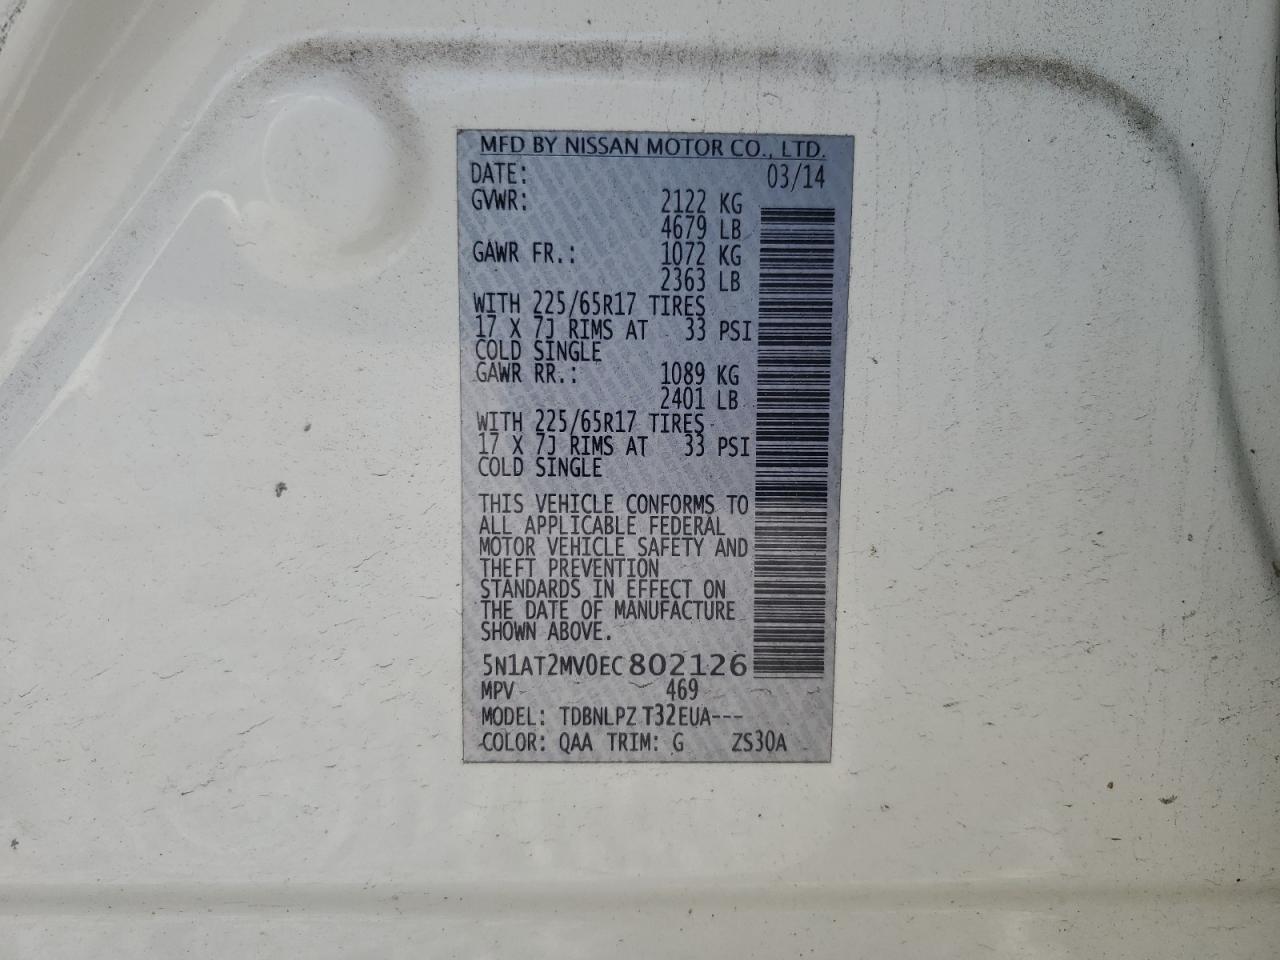 MFD BY NISSAN MOTOR CO., LTD.
DATE: 03/14
GVWR: 2122 KG
4679 LB
GAWR FR.: 1072 KG
2363 LB
WITH 225/65R17 TIRES
17 X 7J RIMS AT 33 PSI
COLD SINGLE
GAWR RR.: 1089 KG
2401 LB
WITH 225/65R17 TIRES
17 X 7J RIMS AT 33 PSI
COLD SINGLE
THIS VEHICLE CONFORMS TO
ALL APPLICABLE FEDERAL
MOTOR VEHICLE SAFETY AND
THEFT PREVENTION
STANDARDS IN EFFECT ON
THE DATE OF MANUFACTURE
SHOWN ABOVE.
5N1AT2MV0EC802126
MPV 469
MODEL: TDBNLPZ T32EUA---
COLOR: QAA TRIM: G ZS30A